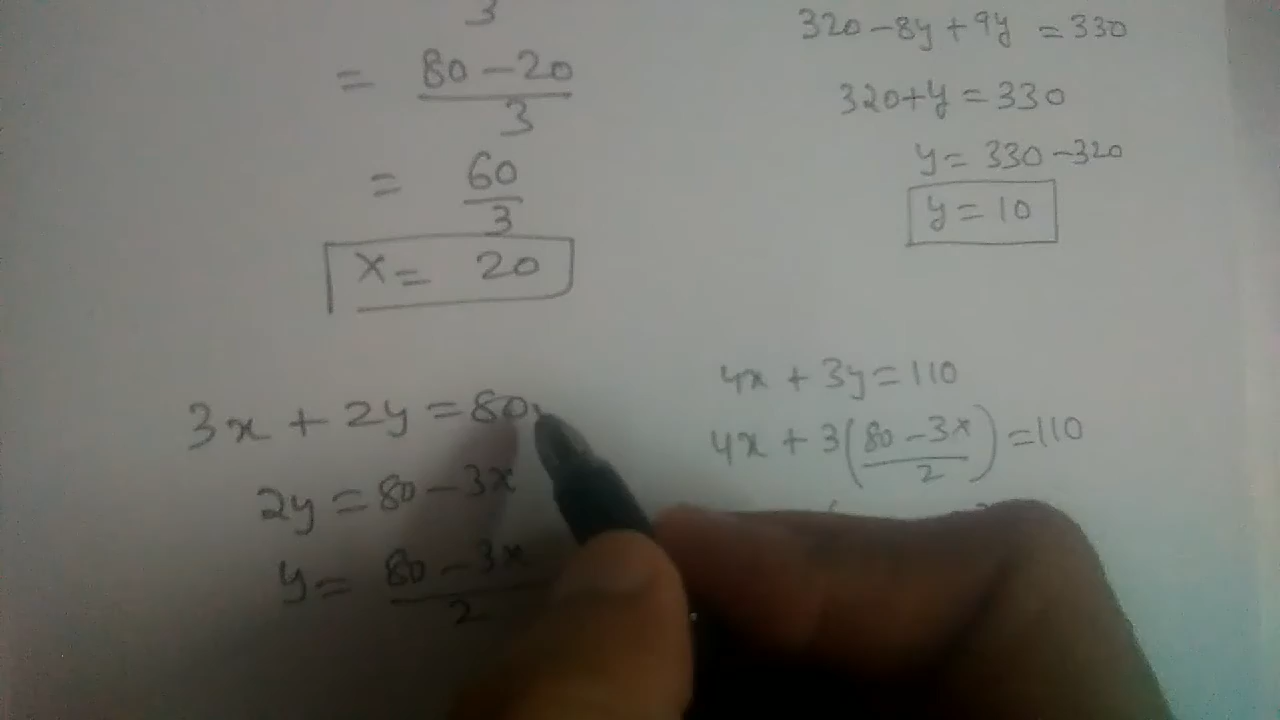 3
= 80 - 20
3
= 60
3
x = 20
320 - 8y + 9y = 330
320 + y = 330
y = 330 - 320
y = 10
3x + 2y = 80
2y = 80 - 3x
y = 80 - 3x
2
4x + 3y = 110
4x + 3(80 - 3x / 2) = 110